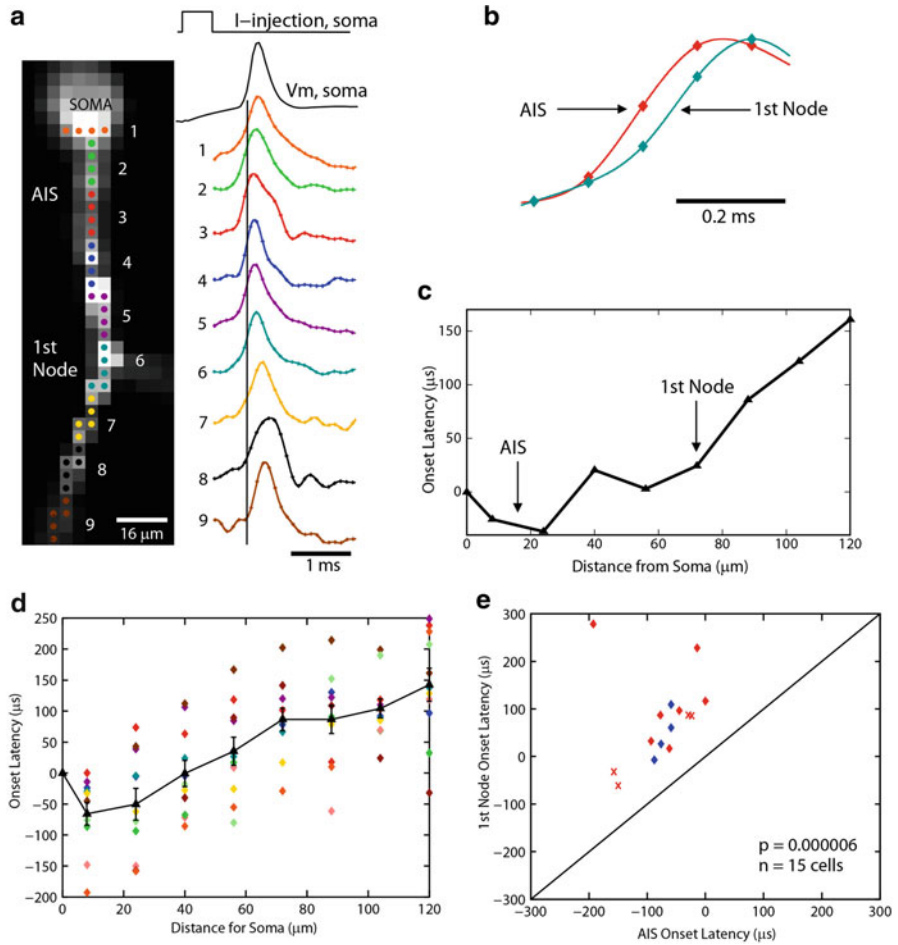 a
I-injection, soma
Vm, soma
SOMA
AIS
1st
Node
1
2
3
4
5
6
7
8
9
16 µm
1
2
3
4
5
6
7
8
9
1 ms
b
AIS
1st Node
0.2 ms
c
Onset Latency (µs)
150
100
50
0
AIS
1st Node
0 20 40 60 80 100 120
Distance from Soma (µm)
d
Onset Latency (µs)
250
200
150
100
50
0
−50
−100
−150
−200
0 20 40 60 80 100 120
Distance for Soma (µm)
e
1st Node Onset Latency (µs)
300
200
100
0
−100
−200
−300
p = 0.000006
n = 15 cells
−300 −200 −100 0 100 200 300
AIS Onset Latency (µs)